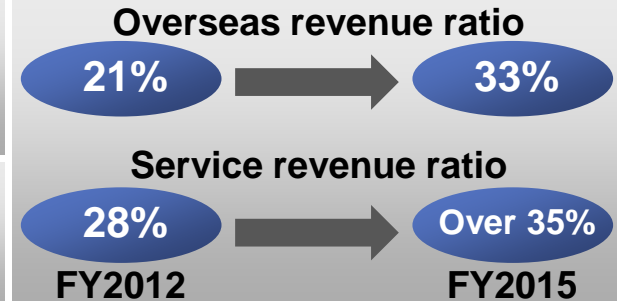 Overseas revenue ratio
21% 33%
Service revenue ratio
28% Over 35%
FY2012 FY2015